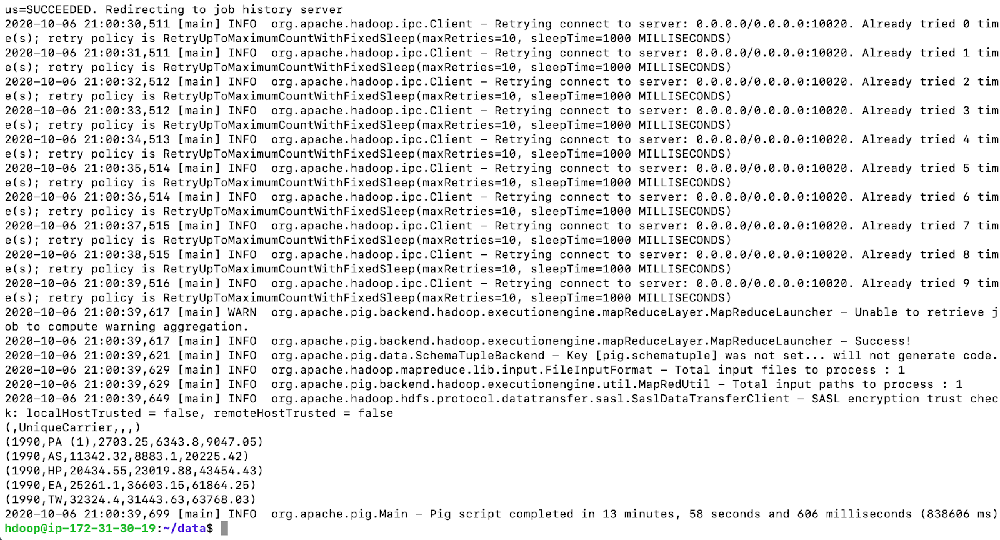 us=SUCCEEDED. Redirecting to job history server
2020-10-06 21:00:30,511 [main] INFO  org.apache.hadoop.ipc.Client - Retrying connect to server: 0.0.0.0/0.0.0.0:10020. Already tried 0 tim
e(s); retry policy is RetryUpToMaximumCountWithFixedSleep(maxRetries=10, sleepTime=1000 MILLISECONDS)
2020-10-06 21:00:31,511 [main] INFO  org.apache.hadoop.ipc.Client - Retrying connect to server: 0.0.0.0/0.0.0.0:10020. Already tried 1 tim
e(s); retry policy is RetryUpToMaximumCountWithFixedSleep(maxRetries=10, sleepTime=1000 MILLISECONDS)
2020-10-06 21:00:32,512 [main] INFO  org.apache.hadoop.ipc.Client - Retrying connect to server: 0.0.0.0/0.0.0.0:10020. Already tried 2 tim
e(s); retry policy is RetryUpToMaximumCountWithFixedSleep(maxRetries=10, sleepTime=1000 MILLISECONDS)
2020-10-06 21:00:33,512 [main] INFO  org.apache.hadoop.ipc.Client - Retrying connect to server: 0.0.0.0/0.0.0.0:10020. Already tried 3 tim
e(s); retry policy is RetryUpToMaximumCountWithFixedSleep(maxRetries=10, sleepTime=1000 MILLISECONDS)
2020-10-06 21:00:34,513 [main] INFO  org.apache.hadoop.ipc.Client - Retrying connect to server: 0.0.0.0/0.0.0.0:10020. Already tried 4 tim
e(s); retry policy is RetryUpToMaximumCountWithFixedSleep(maxRetries=10, sleepTime=1000 MILLISECONDS)
2020-10-06 21:00:35,514 [main] INFO  org.apache.hadoop.ipc.Client - Retrying connect to server: 0.0.0.0/0.0.0.0:10020. Already tried 5 tim
e(s); retry policy is RetryUpToMaximumCountWithFixedSleep(maxRetries=10, sleepTime=1000 MILLISECONDS)
2020-10-06 21:00:36,514 [main] INFO  org.apache.hadoop.ipc.Client - Retrying connect to server: 0.0.0.0/0.0.0.0:10020. Already tried 6 tim
e(s); retry policy is RetryUpToMaximumCountWithFixedSleep(maxRetries=10, sleepTime=1000 MILLISECONDS)
2020-10-06 21:00:37,515 [main] INFO  org.apache.hadoop.ipc.Client - Retrying connect to server: 0.0.0.0/0.0.0.0:10020. Already tried 7 tim
e(s); retry policy is RetryUpToMaximumCountWithFixedSleep(maxRetries=10, sleepTime=1000 MILLISECONDS)
2020-10-06 21:00:38,515 [main] INFO  org.apache.hadoop.ipc.Client - Retrying connect to server: 0.0.0.0/0.0.0.0:10020. Already tried 8 tim
e(s); retry policy is RetryUpToMaximumCountWithFixedSleep(maxRetries=10, sleepTime=1000 MILLISECONDS)
2020-10-06 21:00:39,516 [main] INFO  org.apache.hadoop.ipc.Client - Retrying connect to server: 0.0.0.0/0.0.0.0:10020. Already tried 9 tim
e(s); retry policy is RetryUpToMaximumCountWithFixedSleep(maxRetries=10, sleepTime=1000 MILLISECONDS)
2020-10-06 21:00:39,617 [main] WARN  org.apache.pig.backend.hadoop.executionengine.mapReduceLayer.MapReduceLauncher - Unable to retrieve j
ob to compute warning aggregation.
2020-10-06 21:00:39,617 [main] INFO  org.apache.pig.backend.hadoop.executionengine.mapReduceLayer.MapReduceLauncher - Success!
2020-10-06 21:00:39,621 [main] INFO  org.apache.pig.data.SchemaTupleBackend - Key [pig.schematuple] was not set... will not generate code.
2020-10-06 21:00:39,629 [main] INFO  org.apache.hadoop.mapreduce.lib.input.FileInputFormat - Total input files to process : 1
2020-10-06 21:00:39,629 [main] INFO  org.apache.pig.backend.hadoop.executionengine.util.MapRedUtil - Total input paths to process : 1
2020-10-06 21:00:39,649 [main] INFO  org.apache.hadoop.hdfs.protocol.datatransfer.sasl.SaslDataTransferClient - SASL encryption trust chec
k: localHostTrusted = false, remoteHostTrusted = false
(,UniqueCarrier,,,)
(1990,PA (1),2703.25,6343.8,9047.05)
(1990,AS,11342.32,8883.1,20225.42)
(1990,HP,20434.55,23019.88,43454.43)
(1990,EA,25261.1,36603.15,61864.25)
(1990,TW,32324.4,31443.63,63768.03)
2020-10-06 21:00:39,699 [main] INFO  org.apache.pig.Main - Pig script completed in 13 minutes, 58 seconds and 606 milliseconds (838606 ms)
hdoop@ip-172-31-30-19:~/data$